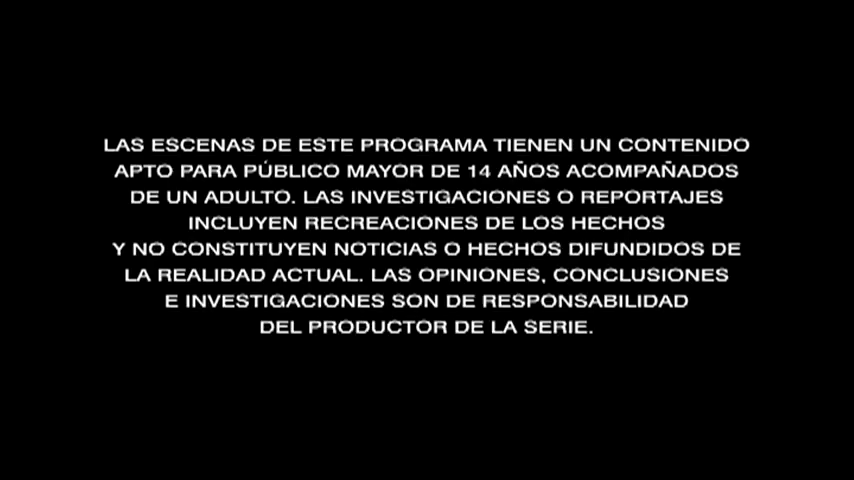 LAS ESCENAS DE ESTE PROGRAMA TIENEN UN CONTENIDO
APTO PARA PÚBLICO MAYOR DE 14 AÑOS ACOMPAÑADOS
DE UN ADULTO. LAS INVESTIGACIONES O REPORTAJES
INCLUYEN RECREACIONES DE LOS HECHOS
Y NO CONSTITUYEN NOTICIAS O HECHOS DIFUNDIDOS DE
LA REALIDAD ACTUAL. LAS OPINIONES, CONCLUSIONES
E INVESTIGACIONES SON DE RESPONSABILIDAD
DEL PRODUCTOR DE LA SERIE.